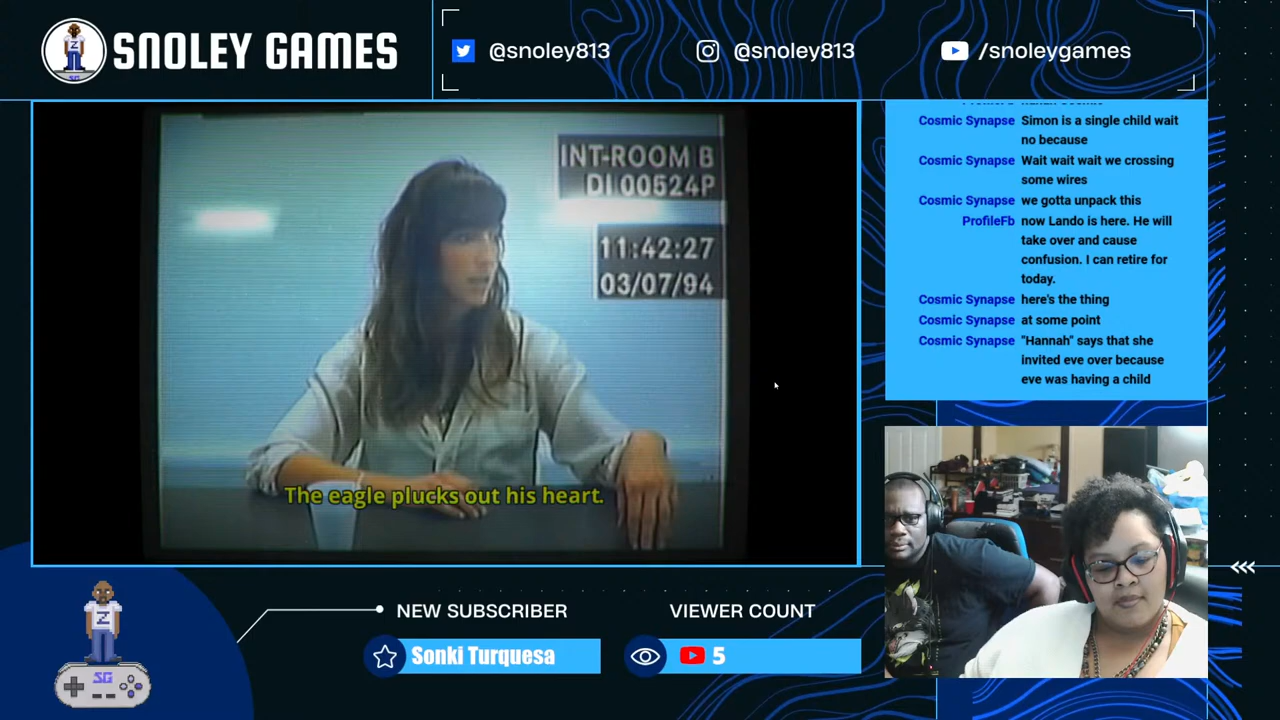 SNOLEY GAMES
@snoley813
@snoley813
/snoleygames
INT-ROOM B
DI 00524P
11:42:27
03/07/94
The eagle plucks out his heart.
Cosmic Synapse Simon is a single child wait
no because
Cosmic Synapse Wait wait wait we crossing
some wires
Cosmic Synapse we gotta unpack this
ProfileFb now Lando is here. He will
take over and cause
confusion. I can retire for
today.
Cosmic Synapse here's the thing
Cosmic Synapse at some point
Cosmic Synapse "Hannah" says that she
invited eve over because
eve was having a child
NEW SUBSCRIBER
Sonki Turquesa
VIEWER COUNT
5
Z
SG
Z
SG